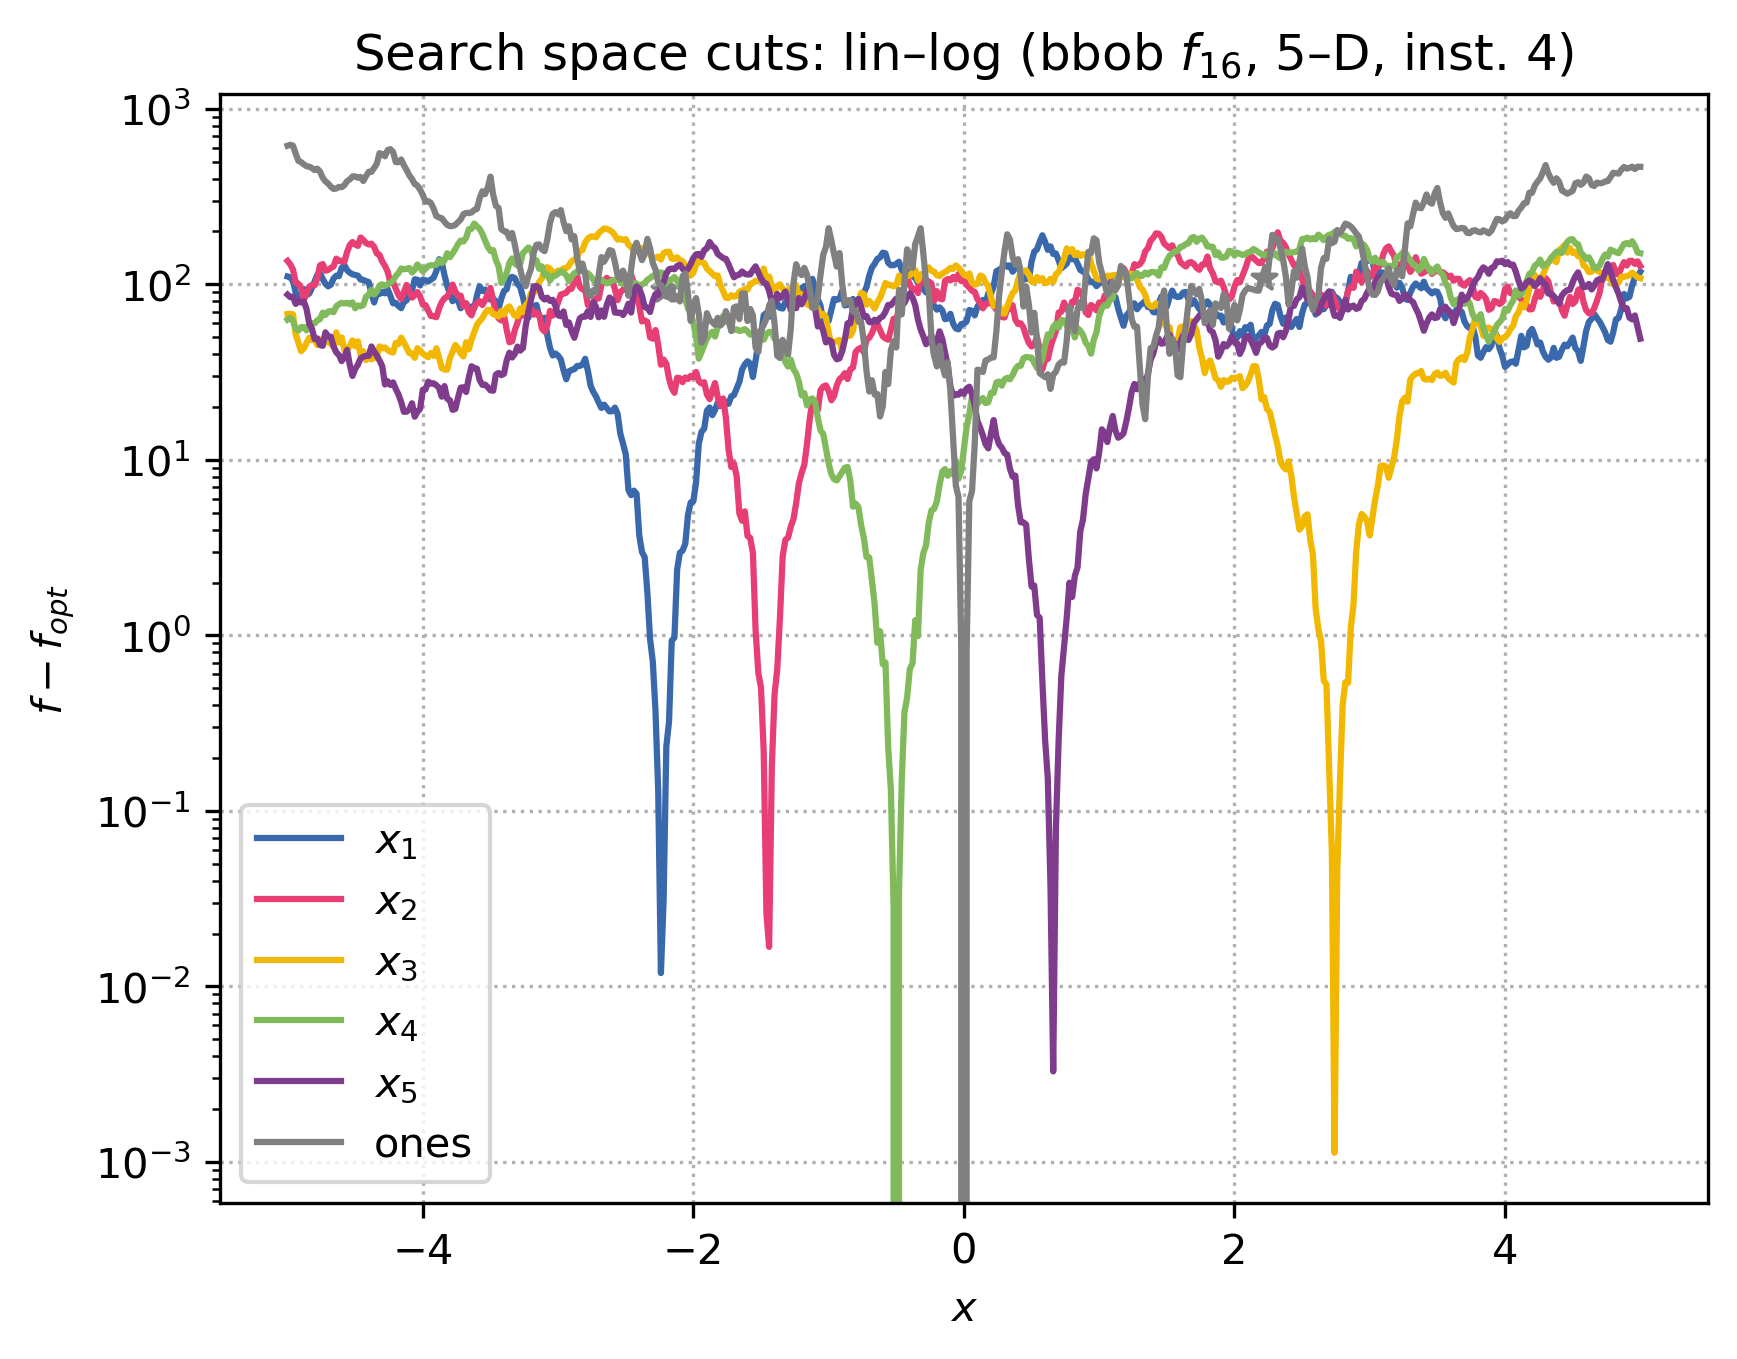 Search space cuts: lin–log (bbob f₁₆, 5–D, inst. 4)
10³
10²
10¹
10⁰
10⁻¹
10⁻²
10⁻³
f − fₒₚₜ
x₁
x₂
x₃
x₄
x₅
ones
−4 −2 0 2 4
x